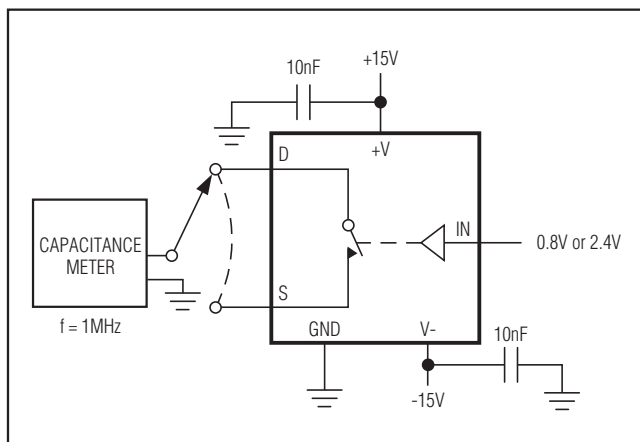 +15V
10nF
+V
D
CAPACITANCE
METER
IN
0.8V or 2.4V
S
f = 1MHz
GND
V-
10nF
-15V